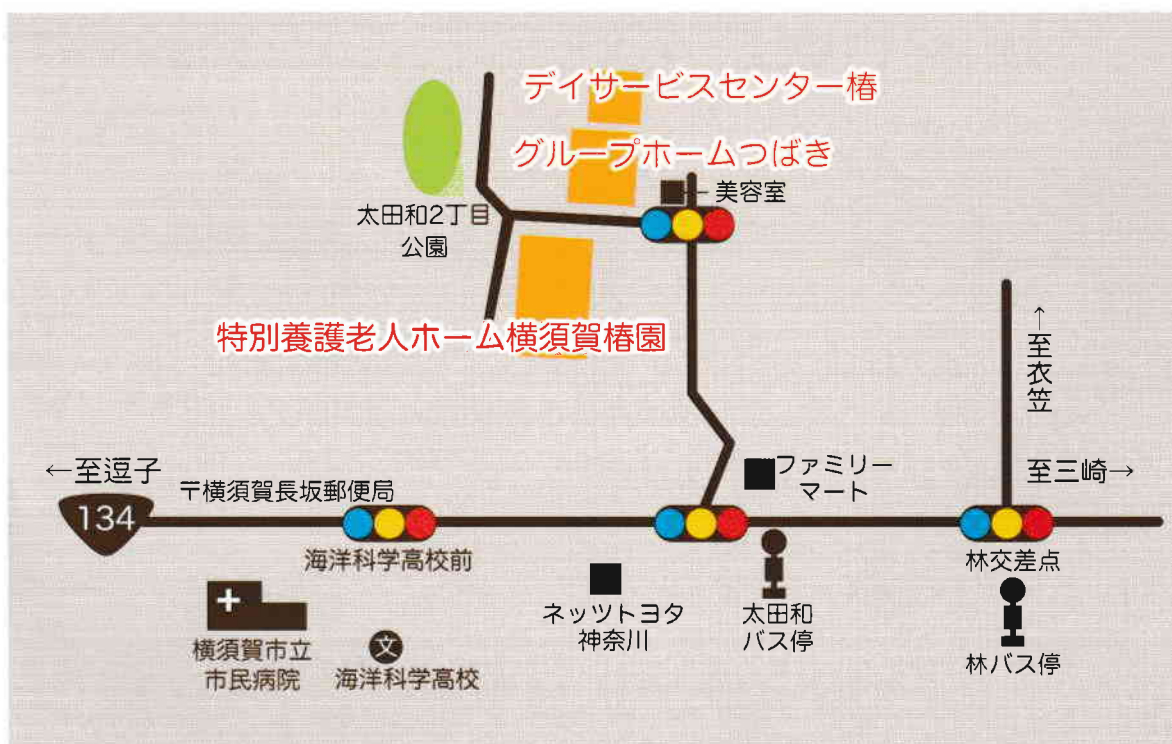 デイサービスセンター椿
グループホームつばき
美容室
太田和2丁目
公園
特別養護老人ホーム横須賀椿園
↑至衣笠
←至逗子
至三崎→
134
〒横須賀長坂郵便局
ファミリー
マート
海洋科学高校前
林交差点
ネッツトヨタ
神奈川
太田和
バス停
林バス停
横須賀市立
市民病院
文
海洋科学高校